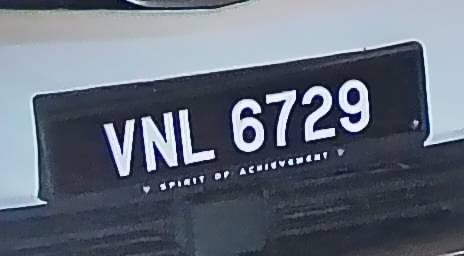 VNL 6729
SPIRIT OF ACHIEVEMENT